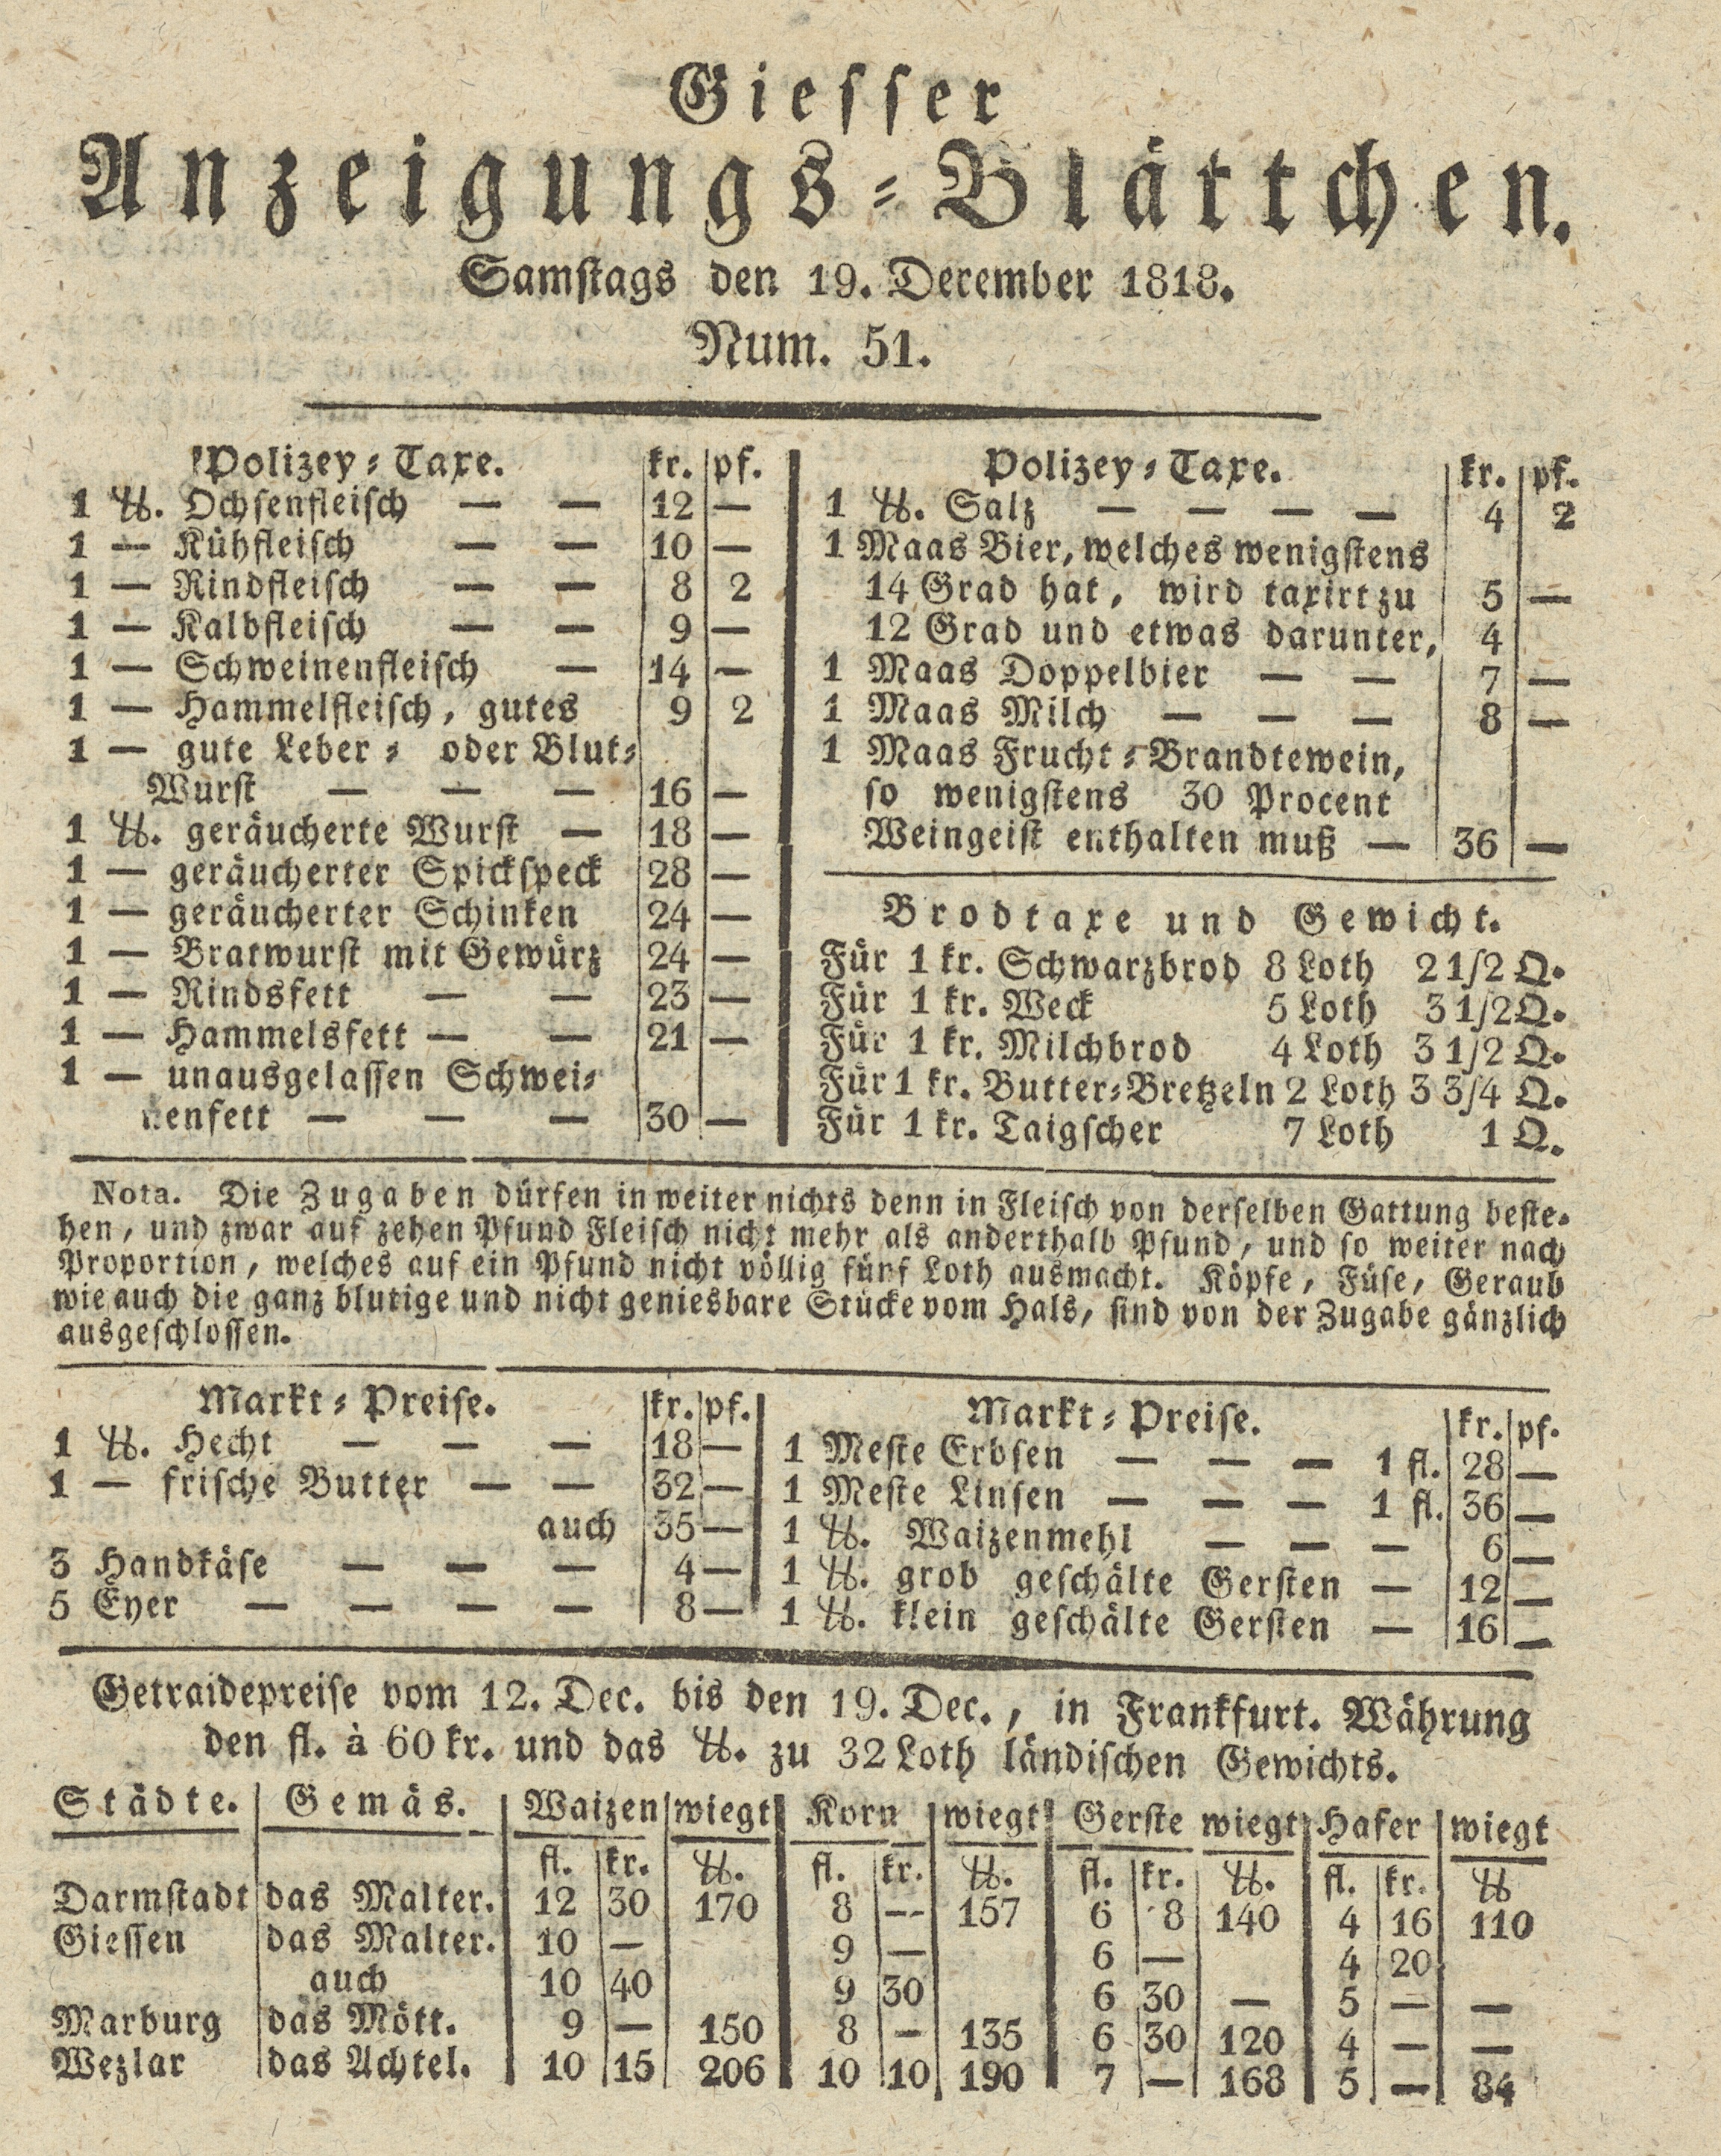 Giesser
Anzeigungs-Blättchen.
Samstags den 19. December 1818.
Num. 51.
Polizey-Taxe. kr. pf.
1 ℔. Ochsenfleisch — — 12 —
1 — Kühfleisch — — 10 —
1 — Rindfleisch — — 8 2
1 — Kalbfleisch — — 9 —
1 — Schweinenfleisch — 14 —
1 — Hammelfleisch, gutes 9 2
1 — gute Leber- oder Blut-
Wurst — — — 16 —
1 ℔. geräucherte Wurst — 18 —
1 — geräucherter Spickspeck 28 —
1 — geräucherter Schinken 24 —
1 — Bratwurst mit Gewürz 24 —
1 — Rindsfett — — 23 —
1 — Hammelsfett — — 21 —
1 — unausgelassen Schwei-
nenfett — — — 30 —
Polizey-Taxe. kr. pf.
1 ℔. Salz — — — — 4 2
1 Maas Bier, welches wenigstens
14 Grad hat, wird taxirt zu 5 —
12 Grad und etwas darunter, 4
1 Maas Doppelbier — — 7 —
1 Maas Milch — — — 8 —
1 Maas Frucht-Brandtewein,
so wenigstens 30 Procent
Weingeist enthalten muß — 36 —
Brodtaxe und Gewicht.
Für 1 kr. Schwarzbrod 8 Loth 2 1/2 Q.
Für 1 kr. Weck 5 Loth 3 1/2 Q.
Für 1 kr. Milchbrod 4 Loth 3 1/2 Q.
Für 1 kr. Butter-Bretzeln 2 Loth 3 3/4 Q.
Für 1 kr. Taigscher 7 Loth 1 Q.
Nota. Die Zugaben dürfen in weiter nichts denn in Fleisch von derselben Gattung beste-
hen, und zwar auf zehen Pfund Fleisch nicht mehr als anderthalb Pfund, und so weiter nach
Proportion, welches auf ein Pfund nicht völlig fünf Loth ausmacht. Köpfe, Füse, Geraub
wie auch die ganz blutige und nicht geniesbare Stücke vom Hals, sind von der Zugabe gänzlich
ausgeschlossen.
Markt-Preise. kr. pf.
1 ℔. Hecht — — — 18 —
1 — frische Butter — — 32 —
auch 35 —
3 Handkäse — — — 4 —
5 Eyer — — — — 8 —
Markt-Preise. kr. pf.
1 Meste Erbsen — — — 1 fl. 28 —
1 Meste Linsen — — — 1 fl. 36 —
1 ℔. Waizenmehl — — — 6 —
1 ℔. grob geschälte Gersten — 12 —
1 ℔. klein geschälte Gersten — 16 —
Getraidepreise vom 12. Dec. bis den 19. Dec., in Frankfurt. Währung
den fl. à 60 kr. und das ℔. zu 32 Loth ländischen Gewichts.
Städte. Gemäs. Waizen wiegt Korn wiegt Gerste wiegt Hafer wiegt
fl. kr. ℔. fl. kr. ℔. fl. kr. ℔. fl. kr. ℔
Darmstadt das Malter. 12 30 170 8 — 157 6 8 140 4 16 110
Giessen das Malter. 10 — 9 — 6 — 4 20
auch 10 40 9 30 6 30 — 5 — —
Marburg das Mött. 9 — 150 8 — 135 6 30 120 4 — —
Wezlar das Achtel. 10 15 206 10 10 190 7 — 168 5 — 84